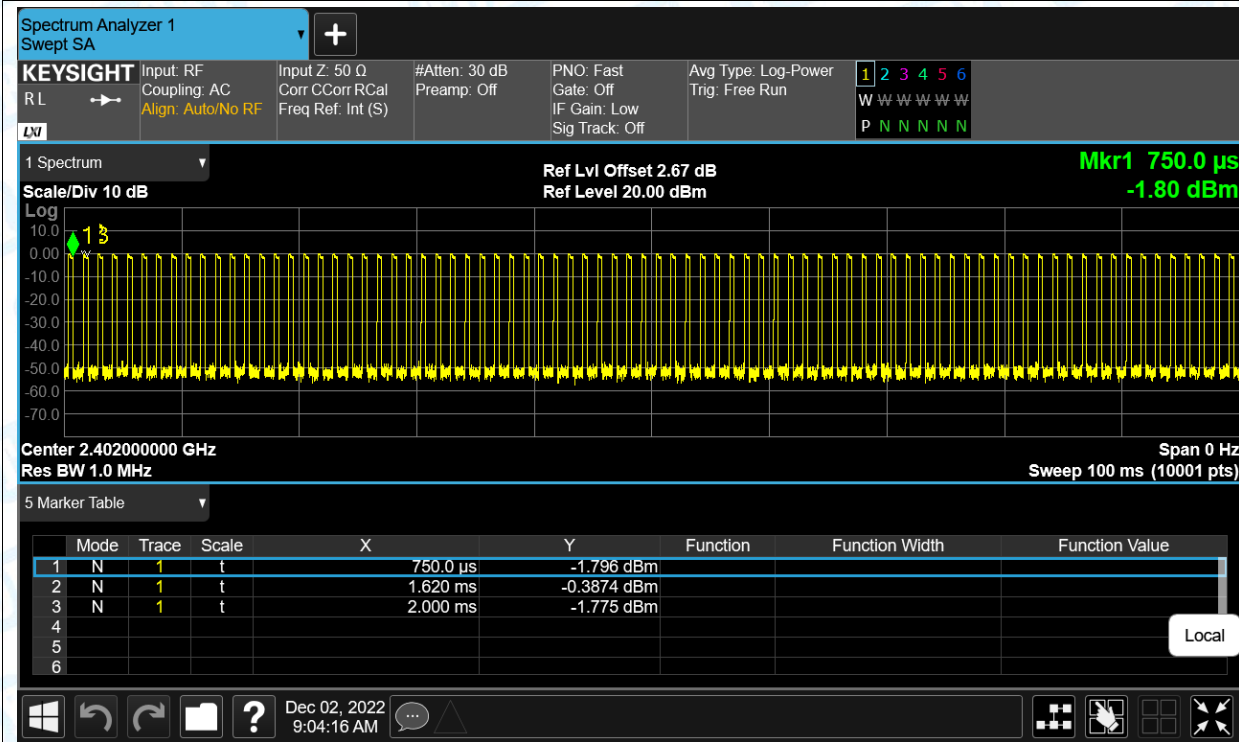 Spectrum Analyzer 1
Swept SA
+
KEYSIGHT Input: RF Input Z: 50 Ω #Atten: 30 dB PNO: Fast Avg Type: Log-Power 1 2 3 4 5 6
R L Coupling: AC Corr CCorr RCal Preamp: Off Gate: Off Trig: Free Run W W W W W W
Align: Auto/No RF Freq Ref: Int (S) IF Gain: Low
LXI Sig Track: Off P N N N N N
1 Spectrum
Ref Lvl Offset 2.67 dB Mkr1 750.0 µs
Scale/Div 10 dB Ref Level 20.00 dBm -1.80 dBm
Log
10.0
1 3
0.00
-10.0
-20.0
-30.0
-40.0
-50.0
-60.0
-70.0
Center 2.402000000 GHz Span 0 Hz
Res BW 1.0 MHz Sweep 100 ms (10001 pts)
5 Marker Table
Mode Trace Scale X Y Function Function Width Function Value
1 N 1 t 750.0 µs -1.796 dBm
2 N 1 t 1.620 ms -0.3874 dBm
3 N 1 t 2.000 ms -1.775 dBm
4
5
6
Local
?
Dec 02, 2022
9:04:16 AM